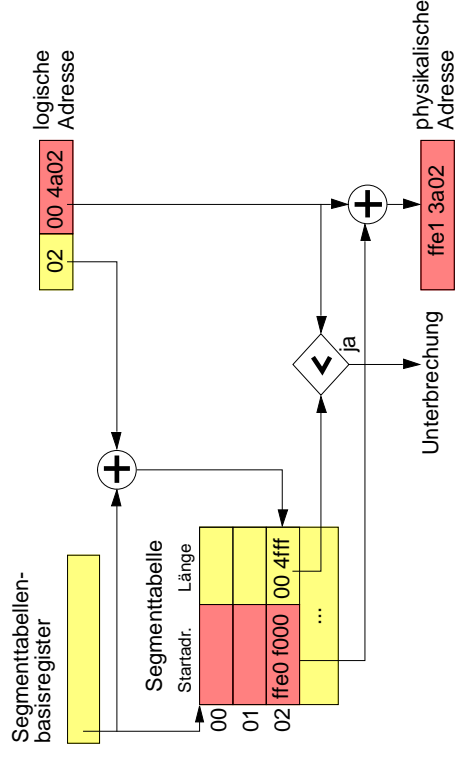 Segmenttabellen-
basisregister
logische
Adresse
02
00 4a02
+
Segmenttabelle
Startadr.
Länge
00
01
02
ffe0 f000
00 4fff
...
<
ja
+
Unterbrechung
ffe1 3a02
physikalische
Adresse